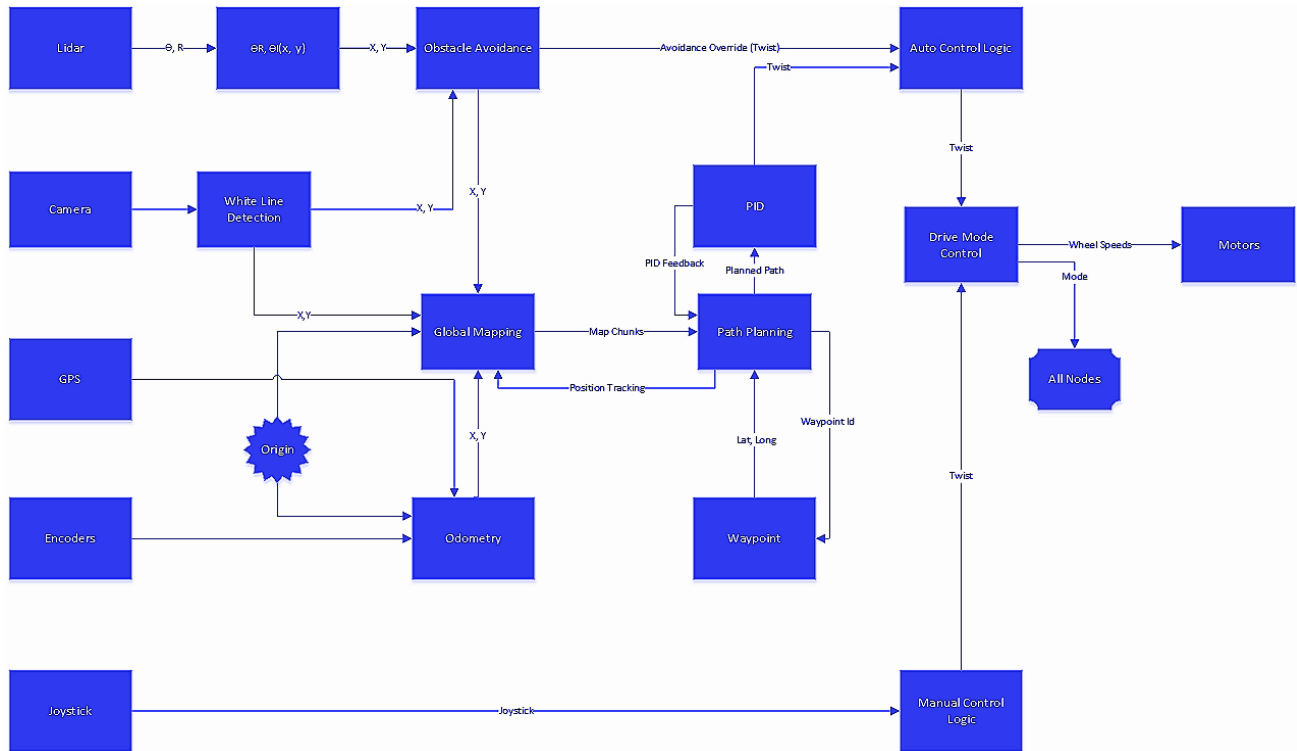 Lidar
Θ, R
ΘR, ΘI(x, y)
X, Y
Obstacle Avoidance
Avoidance Override (Twist)
Auto Control Logic
Twist
Twist
Camera
White Line
Detection
X, Y
X, Y
PID
Drive Mode
Control
Wheel Speeds
Motors
PID Feedback
Planned Path
Mode
X,Y
Global Mapping
Map Chunks
Path Planning
GPS
Position Tracking
All Nodes
Origin
X, Y
Lat, Long
Waypoint Id
Twist
Encoders
Odometry
Waypoint
Joystick
Joystick
Manual Control
Logic